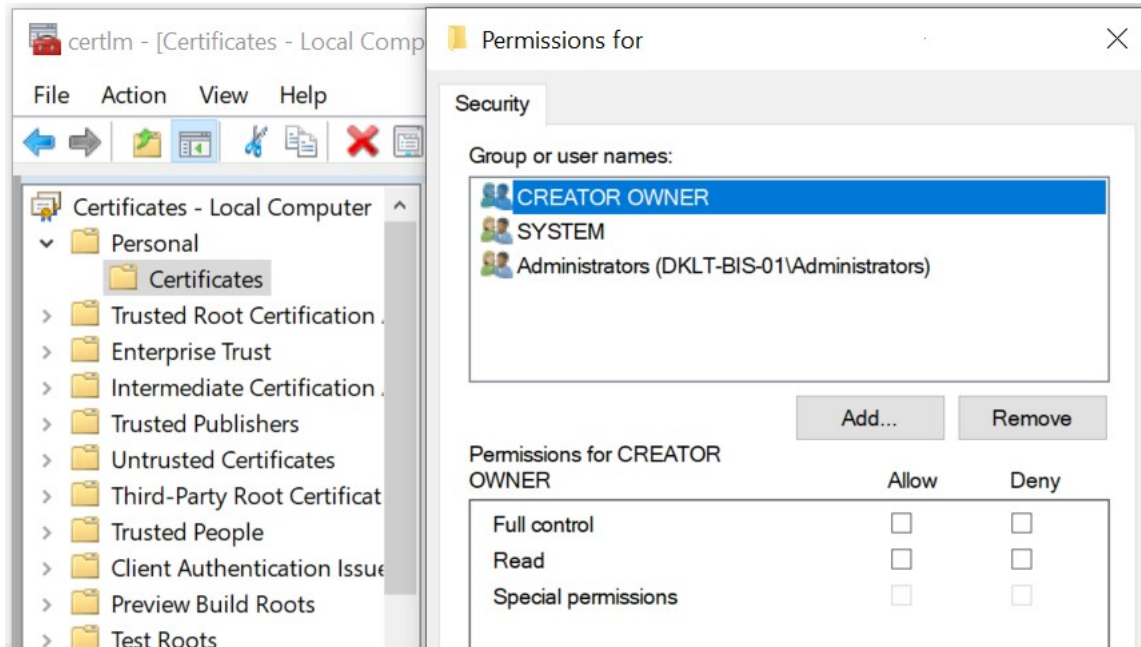 certlm - [Certificates - Local Comp
File Action View Help
Certificates - Local Computer
Personal
Certificates
Trusted Root Certification
Enterprise Trust
Intermediate Certification
Trusted Publishers
Untrusted Certificates
Third-Party Root Certificat
Trusted People
Client Authentication Issue
Preview Build Roots
Test Roots
Permissions for
Security
Group or user names:
CREATOR OWNER
SYSTEM
Administrators (DKLT-BIS-01\Administrators)
Add... Remove
Permissions for CREATOR
OWNER Allow Deny
Full control
Read
Special permissions